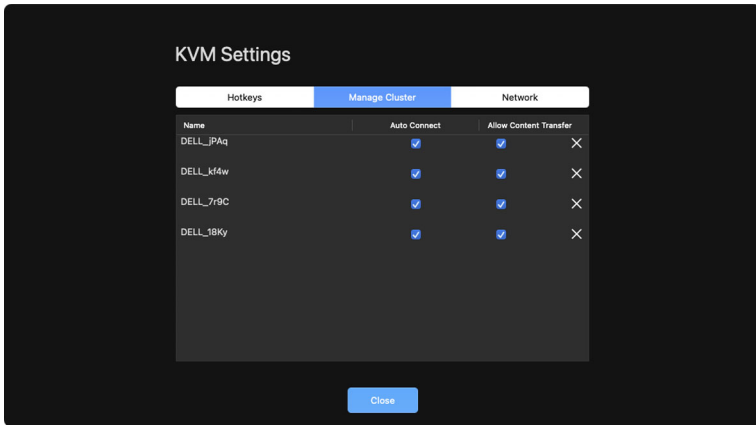 KVM Settings
Hotkeys Manage Cluster Network
Name Auto Connect Allow Content Transfer
DELL_jPAq
DELL_kf4w
DELL_7r9C
DELL_18Ky
Close